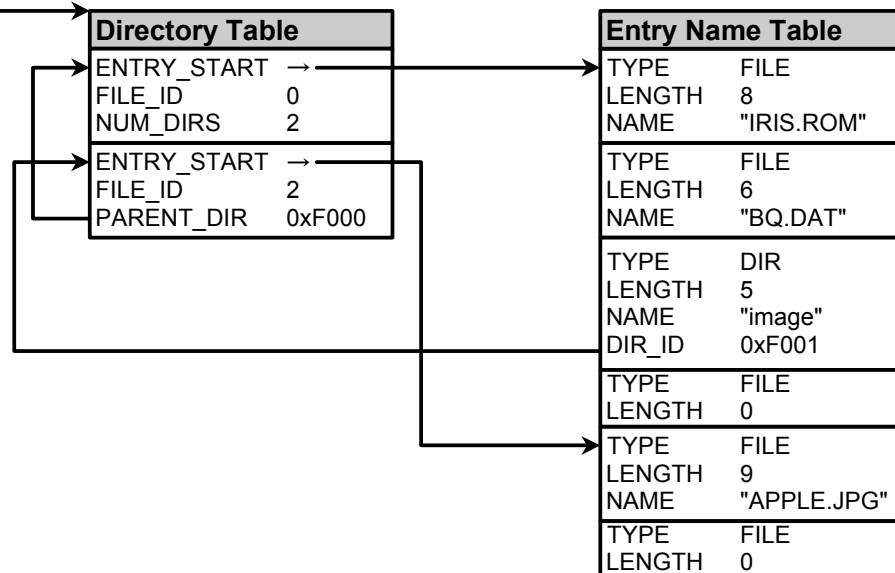 Directory Table
ENTRY_START →
FILE_ID 0
NUM_DIRS 2
ENTRY_START →
FILE_ID 2
PARENT_DIR 0xF000
Entry Name Table
TYPE FILE
LENGTH 8
NAME "IRIS.ROM"
TYPE FILE
LENGTH 6
NAME "BQ.DAT"
TYPE DIR
LENGTH 5
NAME "image"
DIR_ID 0xF001
TYPE FILE
LENGTH 0
TYPE FILE
LENGTH 9
NAME "APPLE.JPG"
TYPE FILE
LENGTH 0